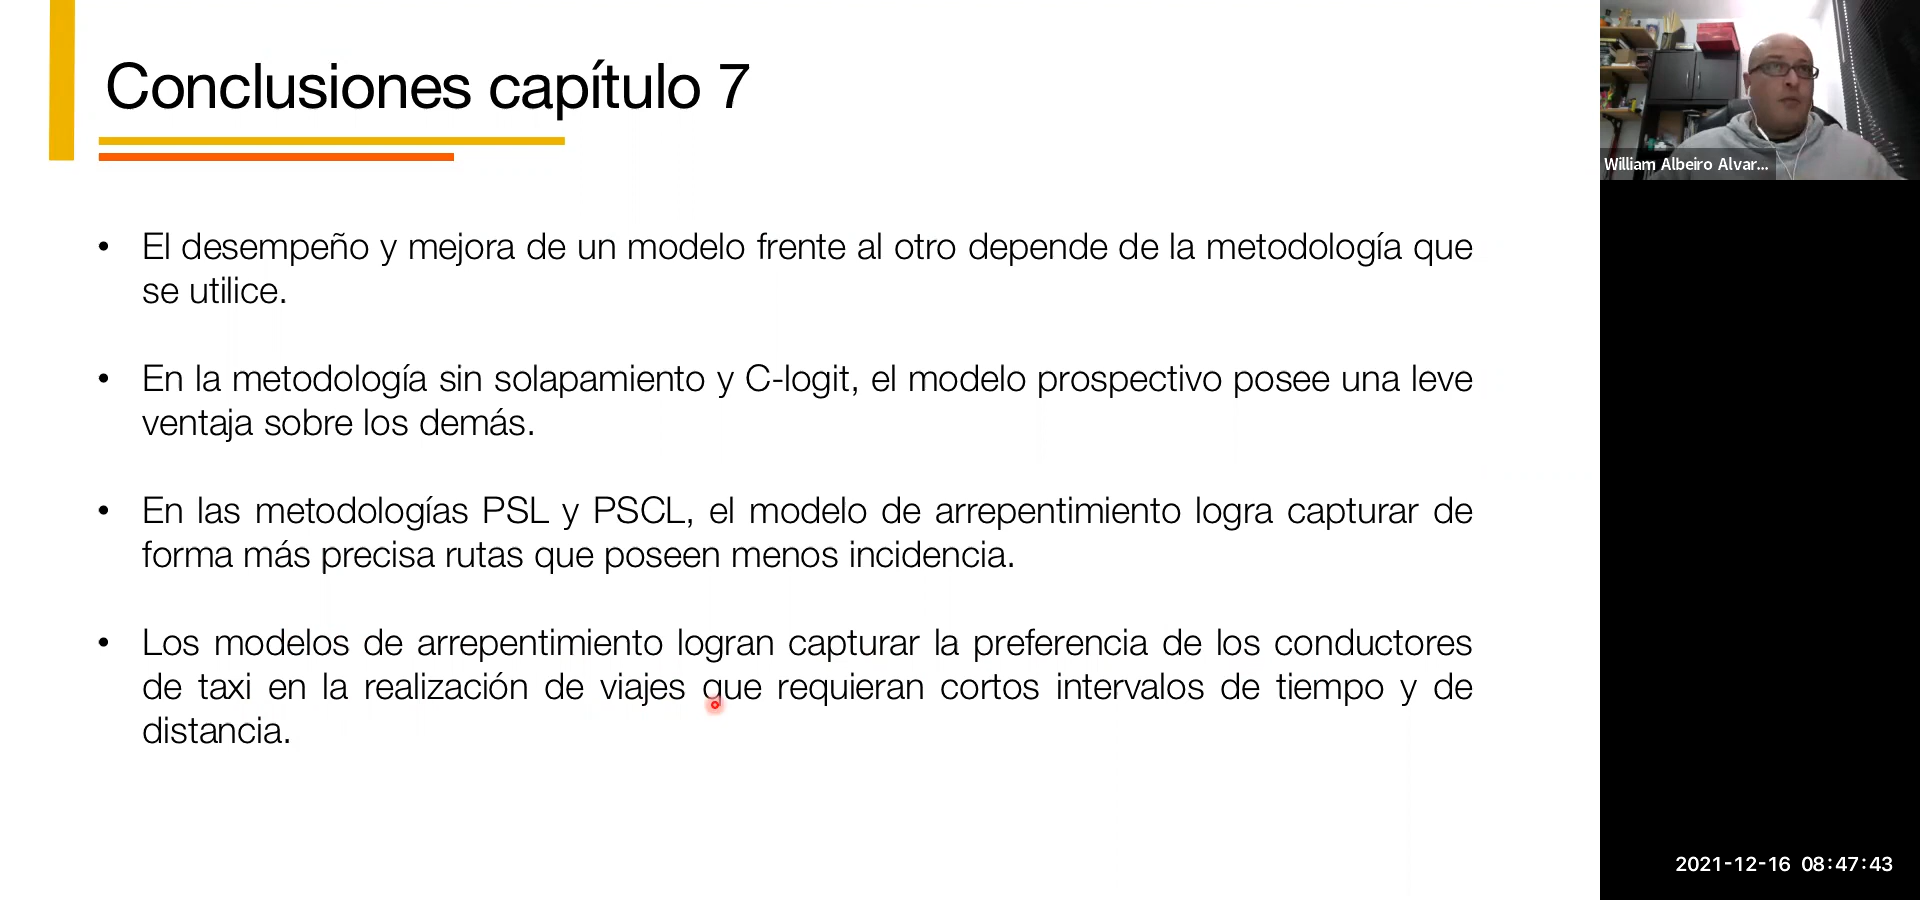 Conclusiones capítulo 7
• El desempeño y mejora de un modelo frente al otro depende de la metodología que
se utilice.
• En la metodología sin solapamiento y C-logit, el modelo prospectivo posee una leve
ventaja sobre los demás.
• En las metodologías PSL y PSCL, el modelo de arrepentimiento logra capturar de
forma más precisa rutas que poseen menos incidencia.
• Los modelos de arrepentimiento logran capturar la preferencia de los conductores
de taxi en la realización de viajes que requieran cortos intervalos de tiempo y de
distancia.
William Albeiro Alvar...
2021-12-16 08:47:43